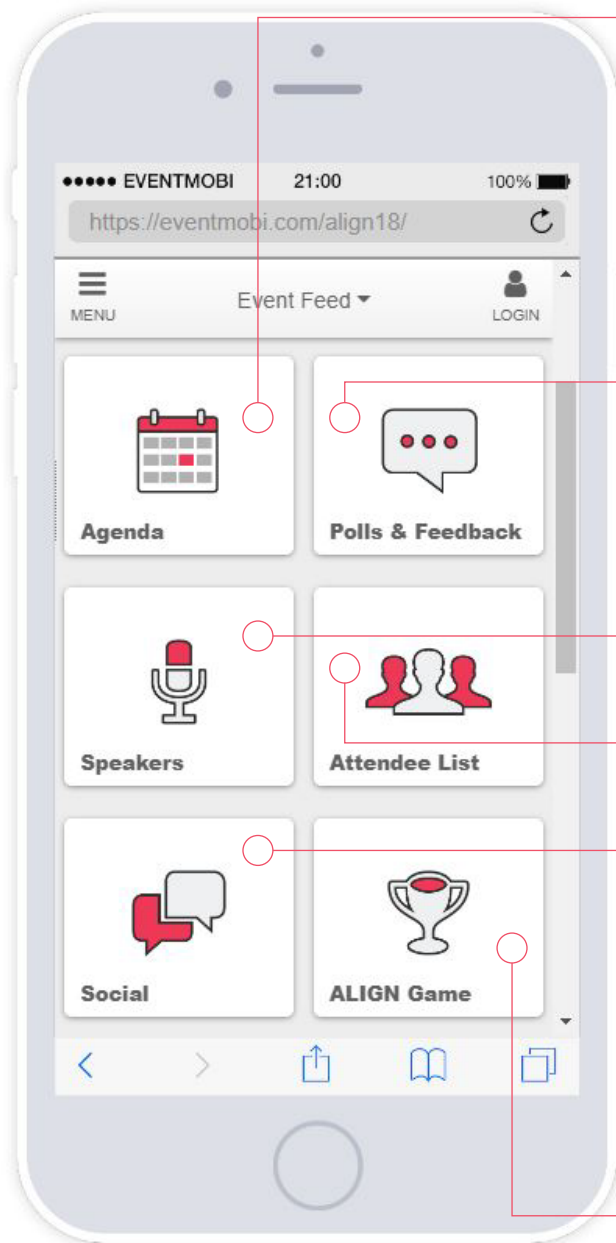 EVENTMOBI 21:00 100%
https://eventmobi.com/align18/
MENU Event Feed LOGIN
Agenda Polls & Feedback
Speakers Attendee List
Social ALIGN Game